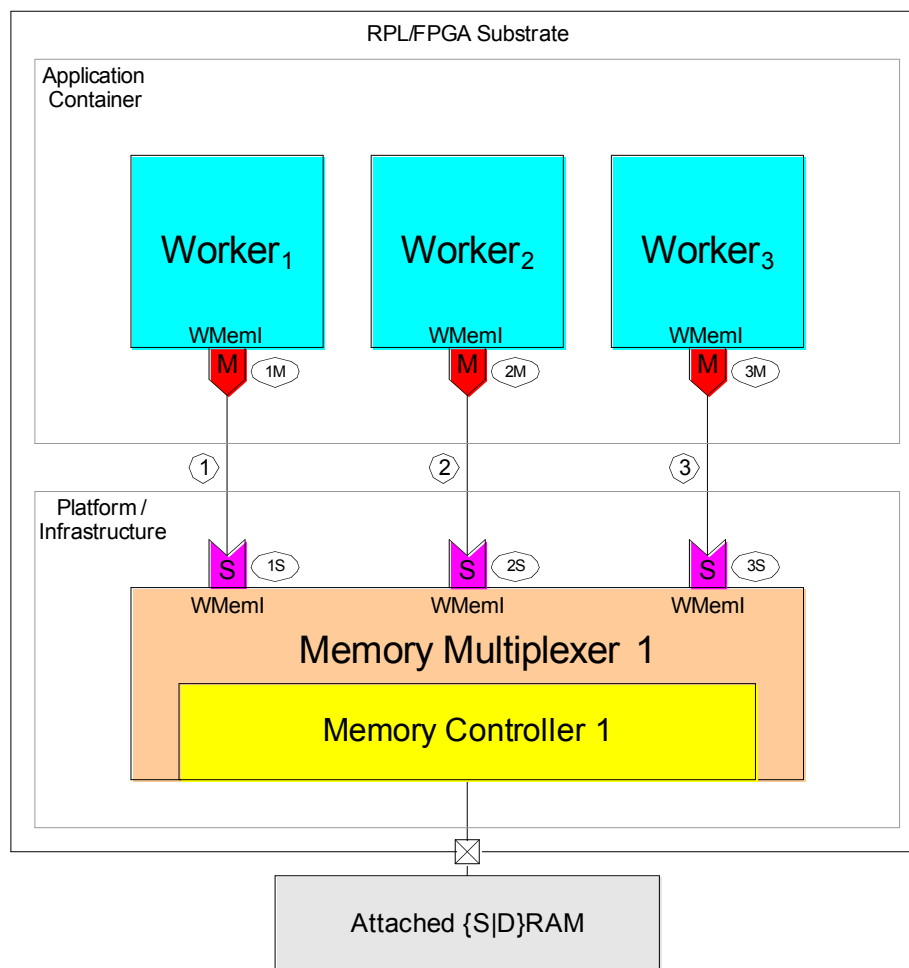 RPL/FPGA Substrate
Application
Container
Worker1 Worker2 Worker3
WMemI WMemI WMemI
M 1M M 2M M 3M
1 2 3
Platform /
Infrastructure
S 1S S 2S S 3S
WMemI WMemI WMemI
Memory Multiplexer 1
Memory Controller 1
Attached {S|D}RAM